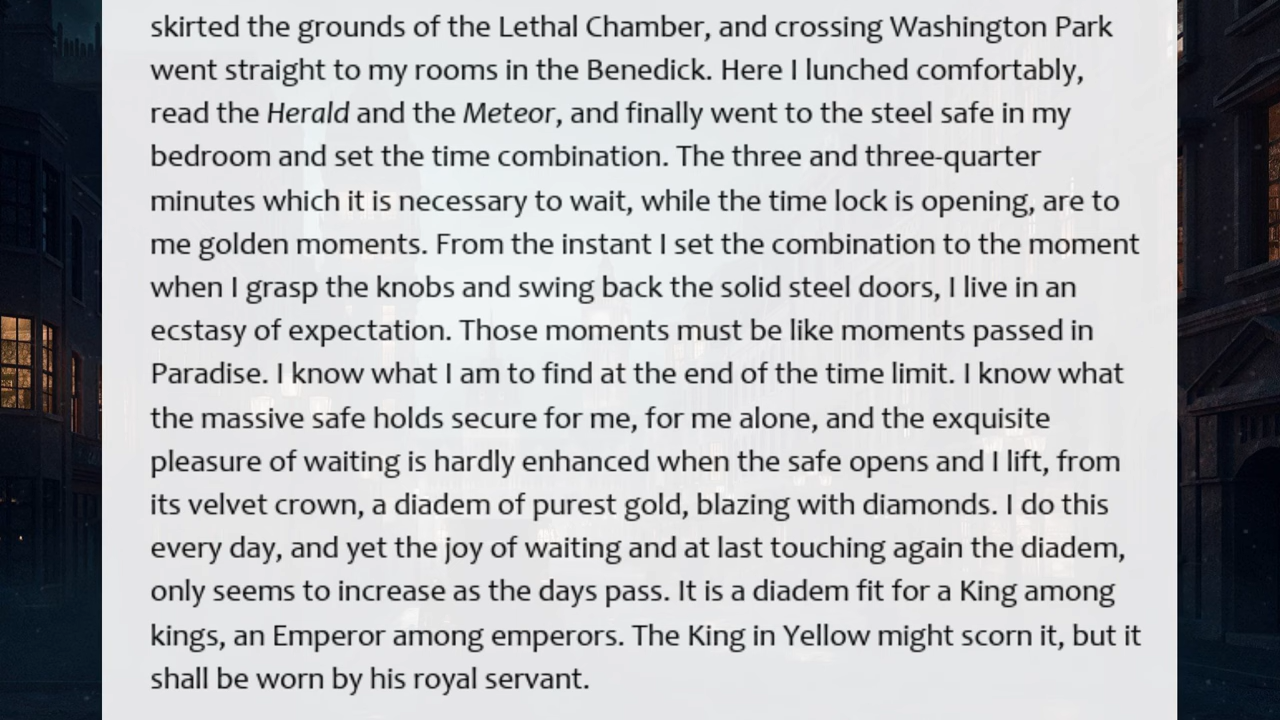 skirted the grounds of the Lethal Chamber, and crossing Washington Park
went straight to my rooms in the Benedick. Here I lunched comfortably,
read the Herald and the Meteor, and finally went to the steel safe in my
bedroom and set the time combination. The three and three-quarter
minutes which it is necessary to wait, while the time lock is opening, are to
me golden moments. From the instant I set the combination to the moment
when I grasp the knobs and swing back the solid steel doors, I live in an
ecstasy of expectation. Those moments must be like moments passed in
Paradise. I know what I am to find at the end of the time limit. I know what
the massive safe holds secure for me, for me alone, and the exquisite
pleasure of waiting is hardly enhanced when the safe opens and I lift, from
its velvet crown, a diadem of purest gold, blazing with diamonds. I do this
every day, and yet the joy of waiting and at last touching again the diadem,
only seems to increase as the days pass. It is a diadem fit for a King among
kings, an Emperor among emperors. The King in Yellow might scorn it, but it
shall be worn by his royal servant.